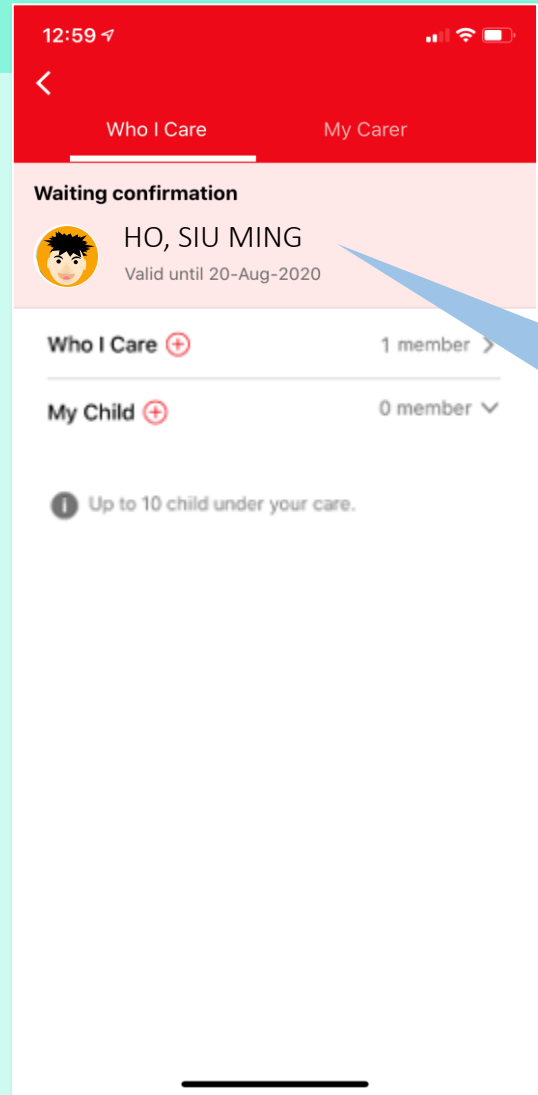 12:59
Who I Care My Carer
Waiting confirmation
HO, SIU MING
Valid until 20-Aug-2020
Who I Care 1 member
My Child 0 member
Up to 10 child under your care.